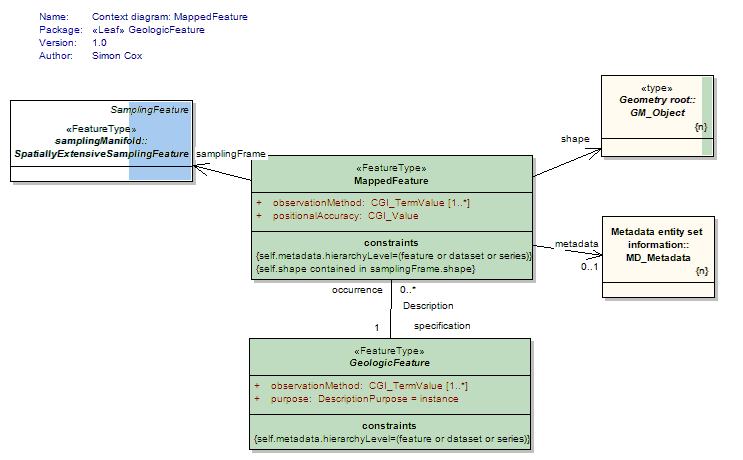 Name: Context diagram: MappedFeature
Package: «Leaf» GeologicFeature
Version: 1.0
Author: Simon Cox
SamplingFeature
«FeatureType»
samplingManifold::
SpatiallyExtensiveSamplingFeature
samplingFrame
«type»
Geometry root::
GM_Object
{n}
shape
«FeatureType»
MappedFeature
+ observationMethod: CGI_TermValue [1..*]
+ positionalAccuracy: CGI_Value
constraints
{self.metadata.hierarchyLevel=(feature or dataset or series)}
{self.shape contained in samplingFrame.shape}
metadata
0..1
Metadata entity set
information::
MD_Metadata
{n}
occurrence 0..*
Description
1 specification
«FeatureType»
GeologicFeature
+ observationMethod: CGI_TermValue [1..*]
+ purpose: DescriptionPurpose = instance
constraints
{self.metadata.hierarchyLevel=(feature or dataset or series)}